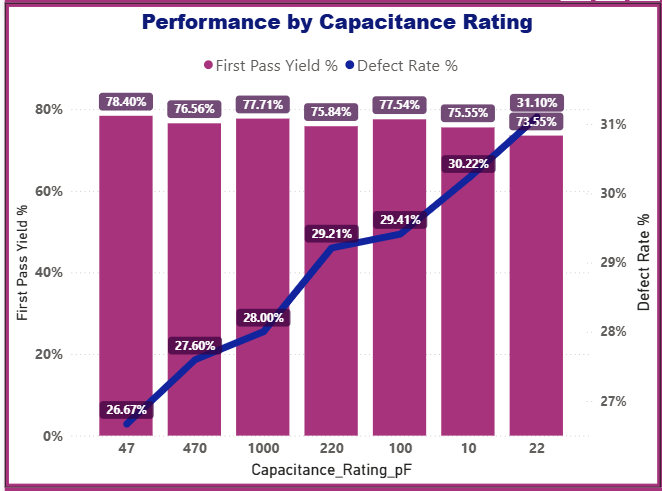 Performance by Capacitance Rating
First Pass Yield % Defect Rate %
First Pass Yield %
80%
60%
40%
20%
0%
78.40% 76.56% 77.71% 75.84% 77.54% 75.55% 73.55%
26.67% 27.60% 28.00% 29.21% 29.41% 30.22% 31.10%
31%
30%
29%
28%
27%
Defect Rate %
47 470 1000 220 100 10 22
Capacitance_Rating_pF